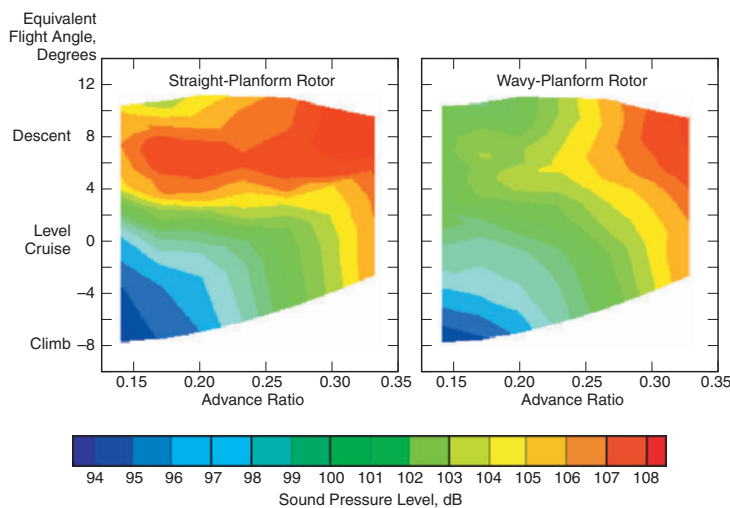 Equivalent
Flight Angle,
Degrees
Straight-Planform Rotor
Wavy-Planform Rotor
12
Descent 8
4
Level
Cruise
0
−4
Climb −8
0.15 0.20 0.25 0.30 0.35
0.15 0.20 0.25 0.30 0.35
Advance Ratio
Advance Ratio
94 95 96 97 98 99 100 101 102 103 104 105 106 107 108
Sound Pressure Level, dB